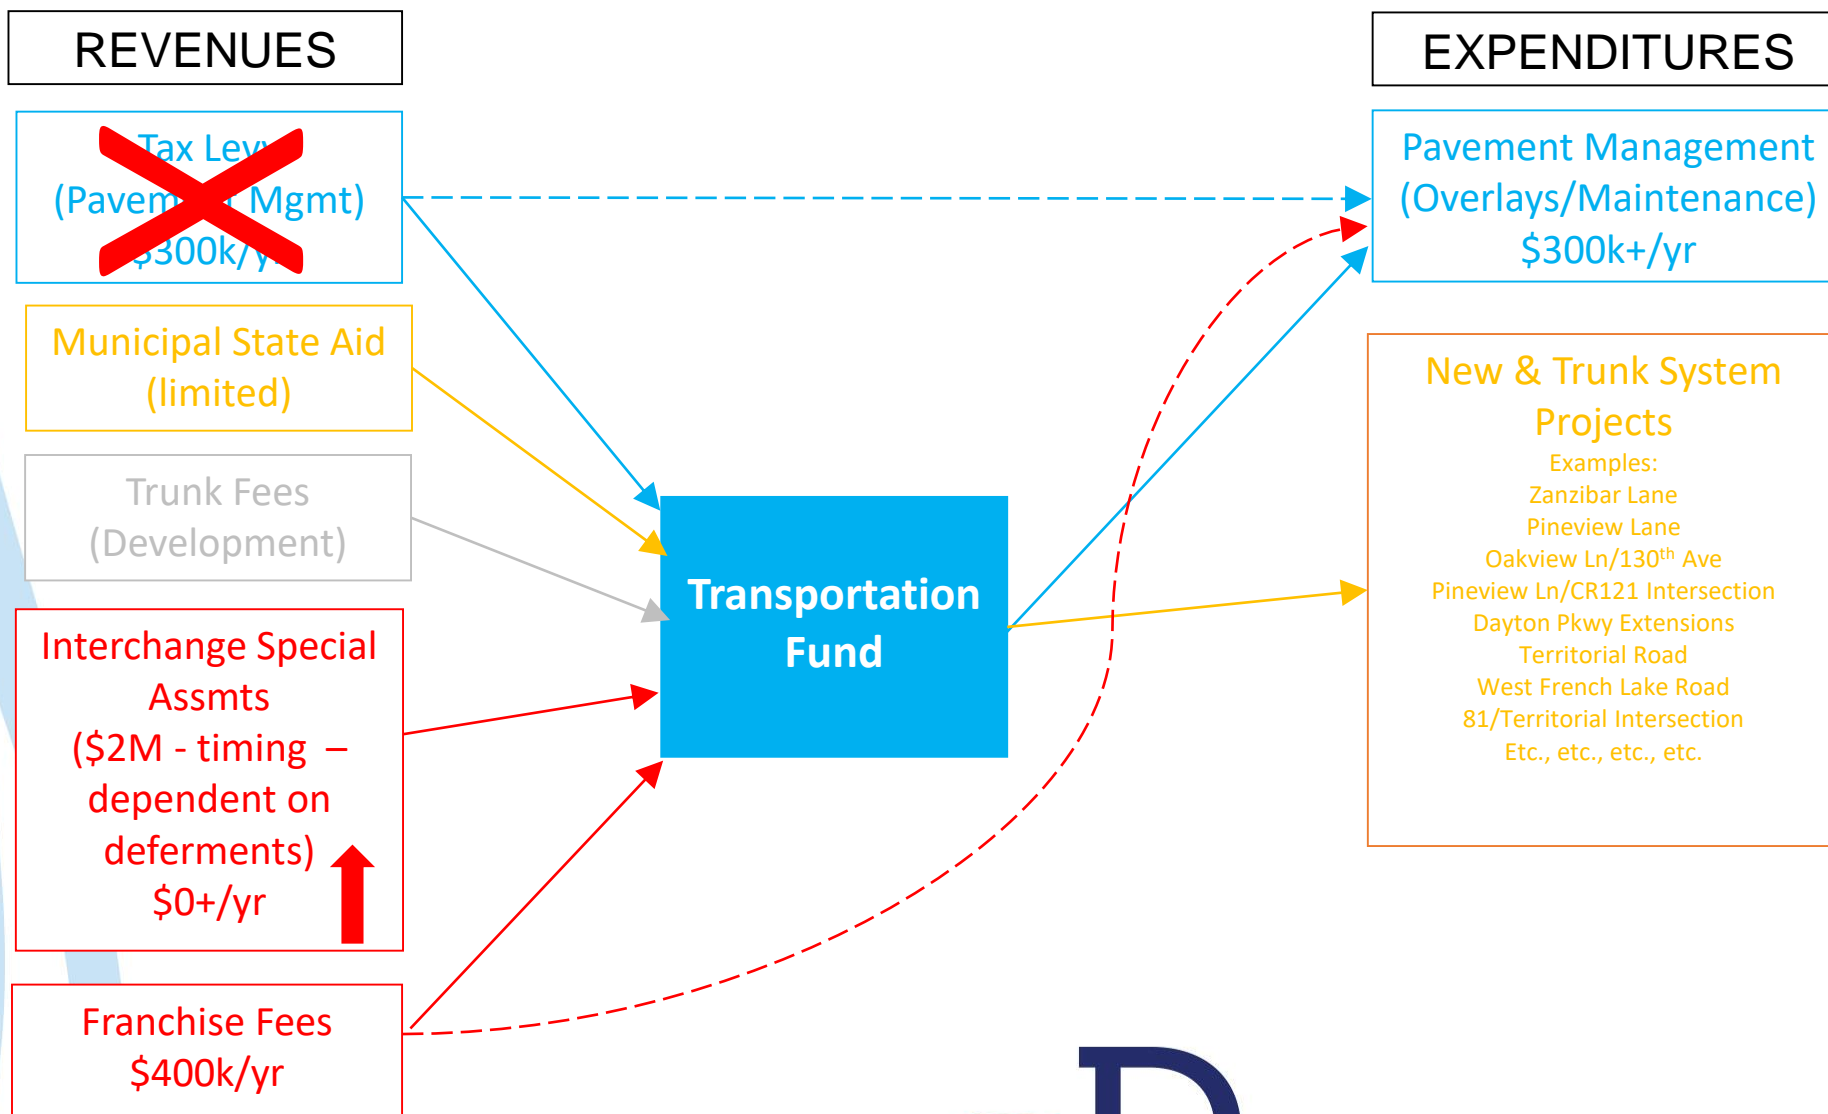 REVENUES
Tax Levy
(Pavement Mgmt)
$300k/yr
Municipal State Aid
(limited)
Trunk Fees
(Development)
Interchange Special
Assmts
($2M - timing –
dependent on
deferments)
$0+/yr
Franchise Fees
$400k/yr
Transportation
Fund
EXPENDITURES
Pavement Management
(Overlays/Maintenance)
$300k+/yr
New & Trunk System
Projects
Examples:
Zanzibar Lane
Pineview Lane
Oakview Ln/130th Ave
Pineview Ln/CR121 Intersection
Dayton Pkwy Extensions
Territorial Road
West French Lake Road
81/Territorial Intersection
Etc., etc., etc., etc.
D